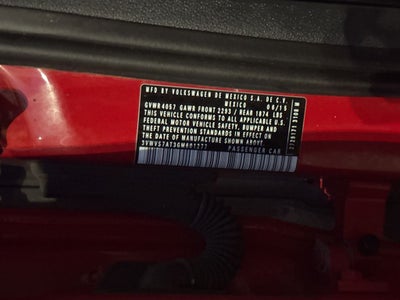 MFD BY VOLKSWAGEN DE MEXICO S.A. DE C.V.
MEXICO 06/15
GVWR 4057 GAWR FRONT 2293 / REAR 1874 LBS
THIS VEHICLE CONFORMS TO ALL APPLICABLE U.S.
FEDERAL MOTOR VEHICLE SAFETY, BUMPER AND
THEFT PREVENTION STANDARDS IN EFFECT ON
THE DATE OF MANUFACTURE SHOWN ABOVE.
PASSENGER CAR